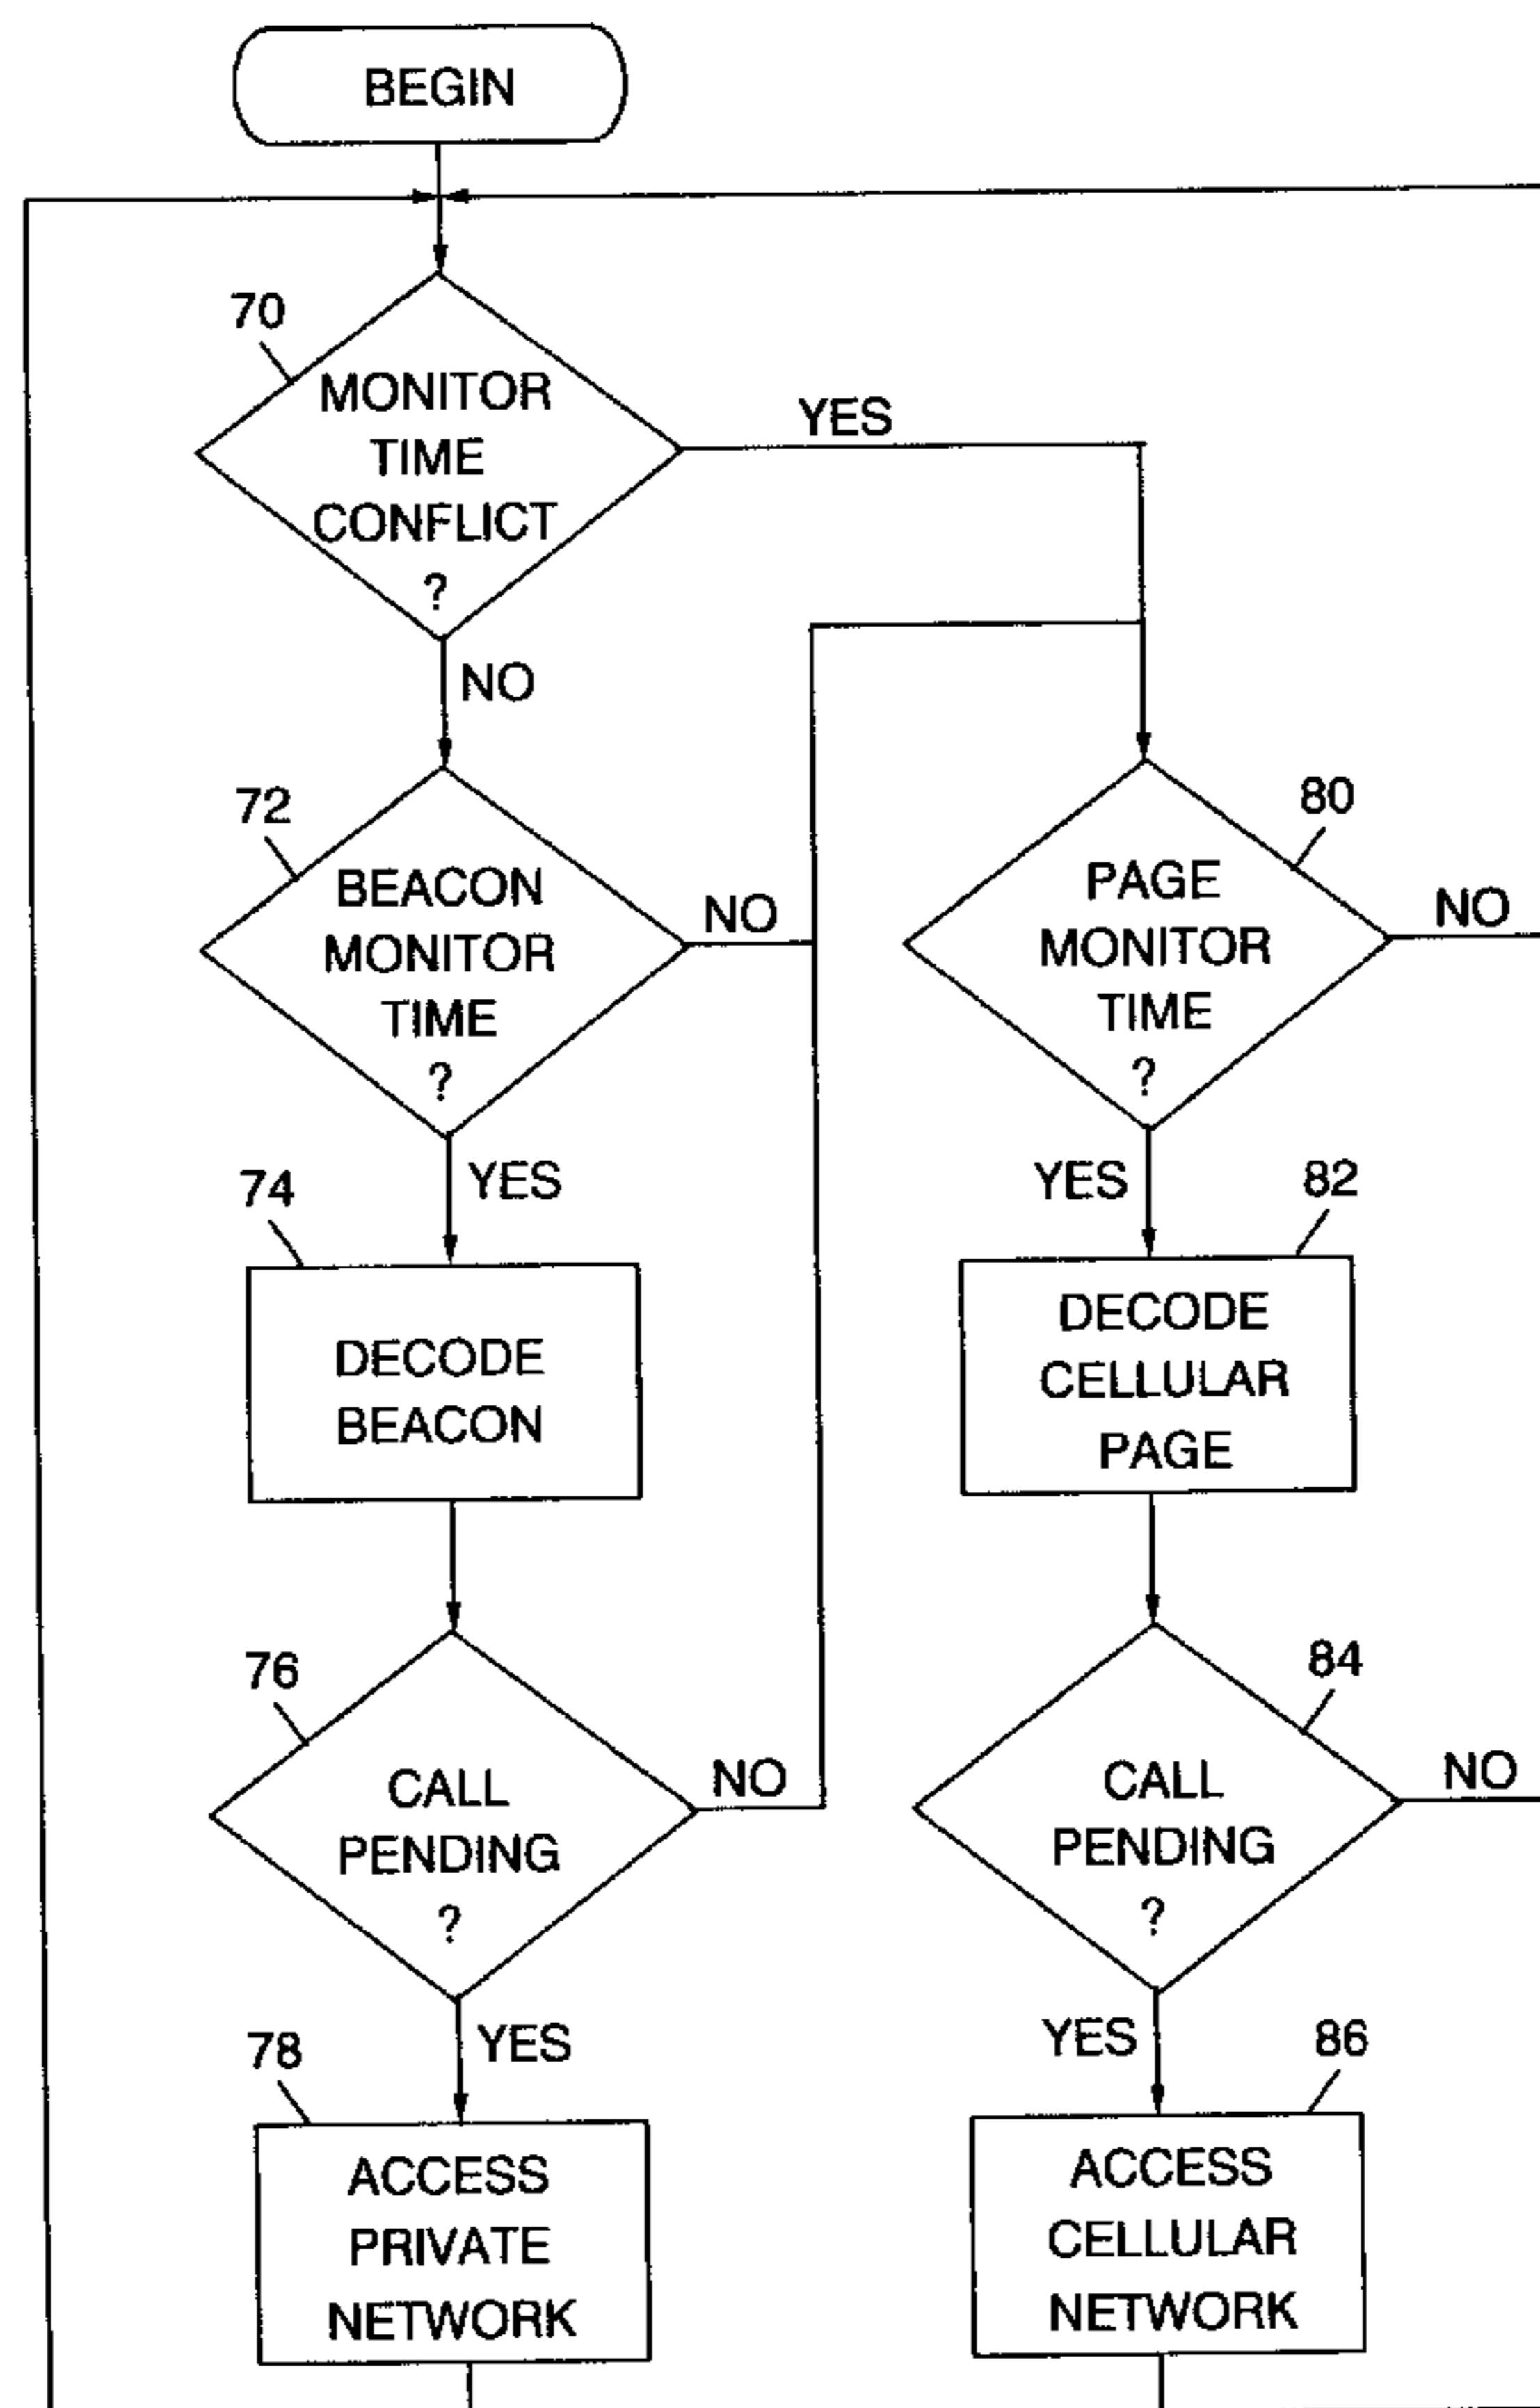 BEGIN
70
MONITOR
TIME
CONFLICT
?
YES
NO
72
BEACON
MONITOR
TIME
?
NO
YES
74
DECODE
BEACON
76
CALL
PENDING
?
NO
YES
78
ACCESS
PRIVATE
NETWORK
80
PAGE
MONITOR
TIME
?
NO
YES
82
DECODE
CELLULAR
PAGE
84
CALL
PENDING
?
NO
YES
86
ACCESS
CELLULAR
NETWORK